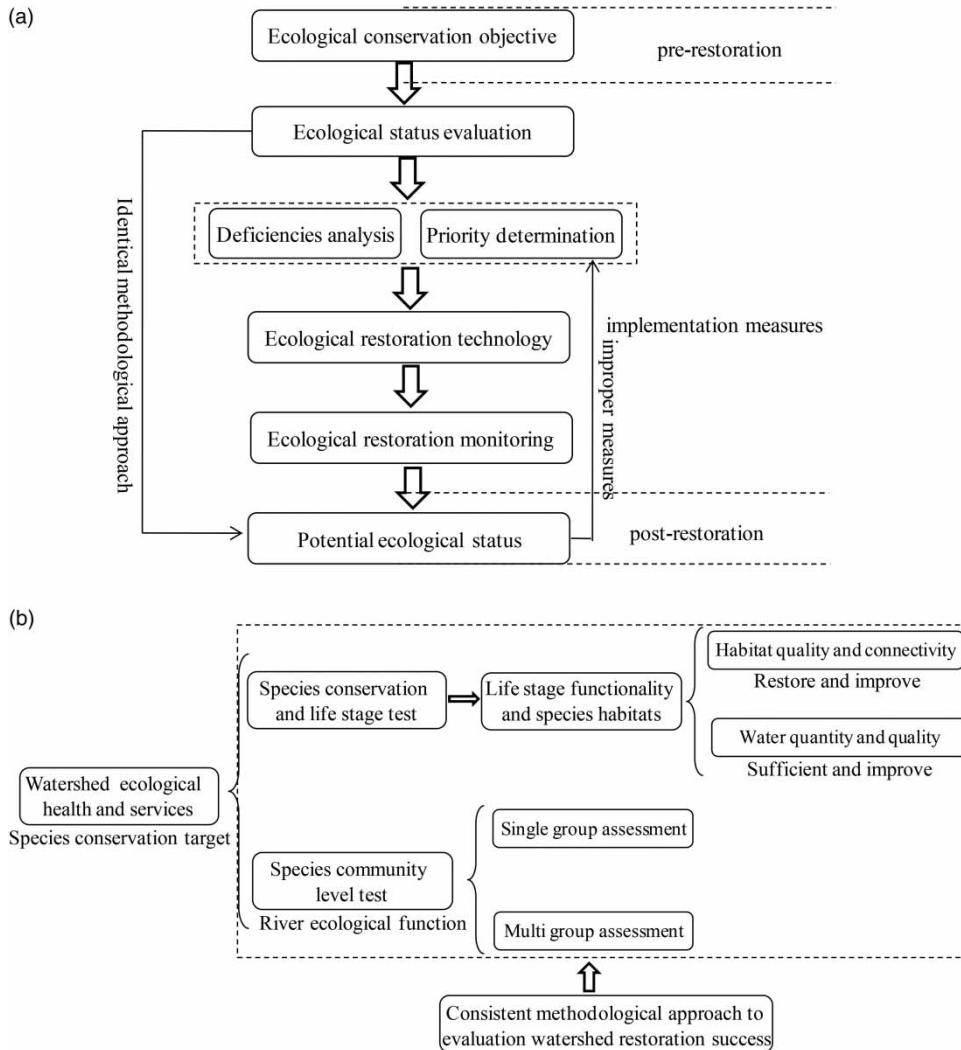 (a)
Ecological conservation objective
pre-restoration
Ecological status evaluation
Identical methodological approach
Deficiencies analysis
Priority determination
Ecological restoration technology
implementation measures
improper measures
Ecological restoration monitoring
Potential ecological status
post-restoration
(b)
Watershed ecological
health and services
Species conservation target
Species conservation
and life stage test
Life stage functionality
and species habitats
Habitat quality and connectivity
Restore and improve
Water quantity and quality
Sufficient and improve
Species community
level test
River ecological function
Single group assessment
Multi group assessment
Consistent methodological approach to
evaluation watershed restoration success